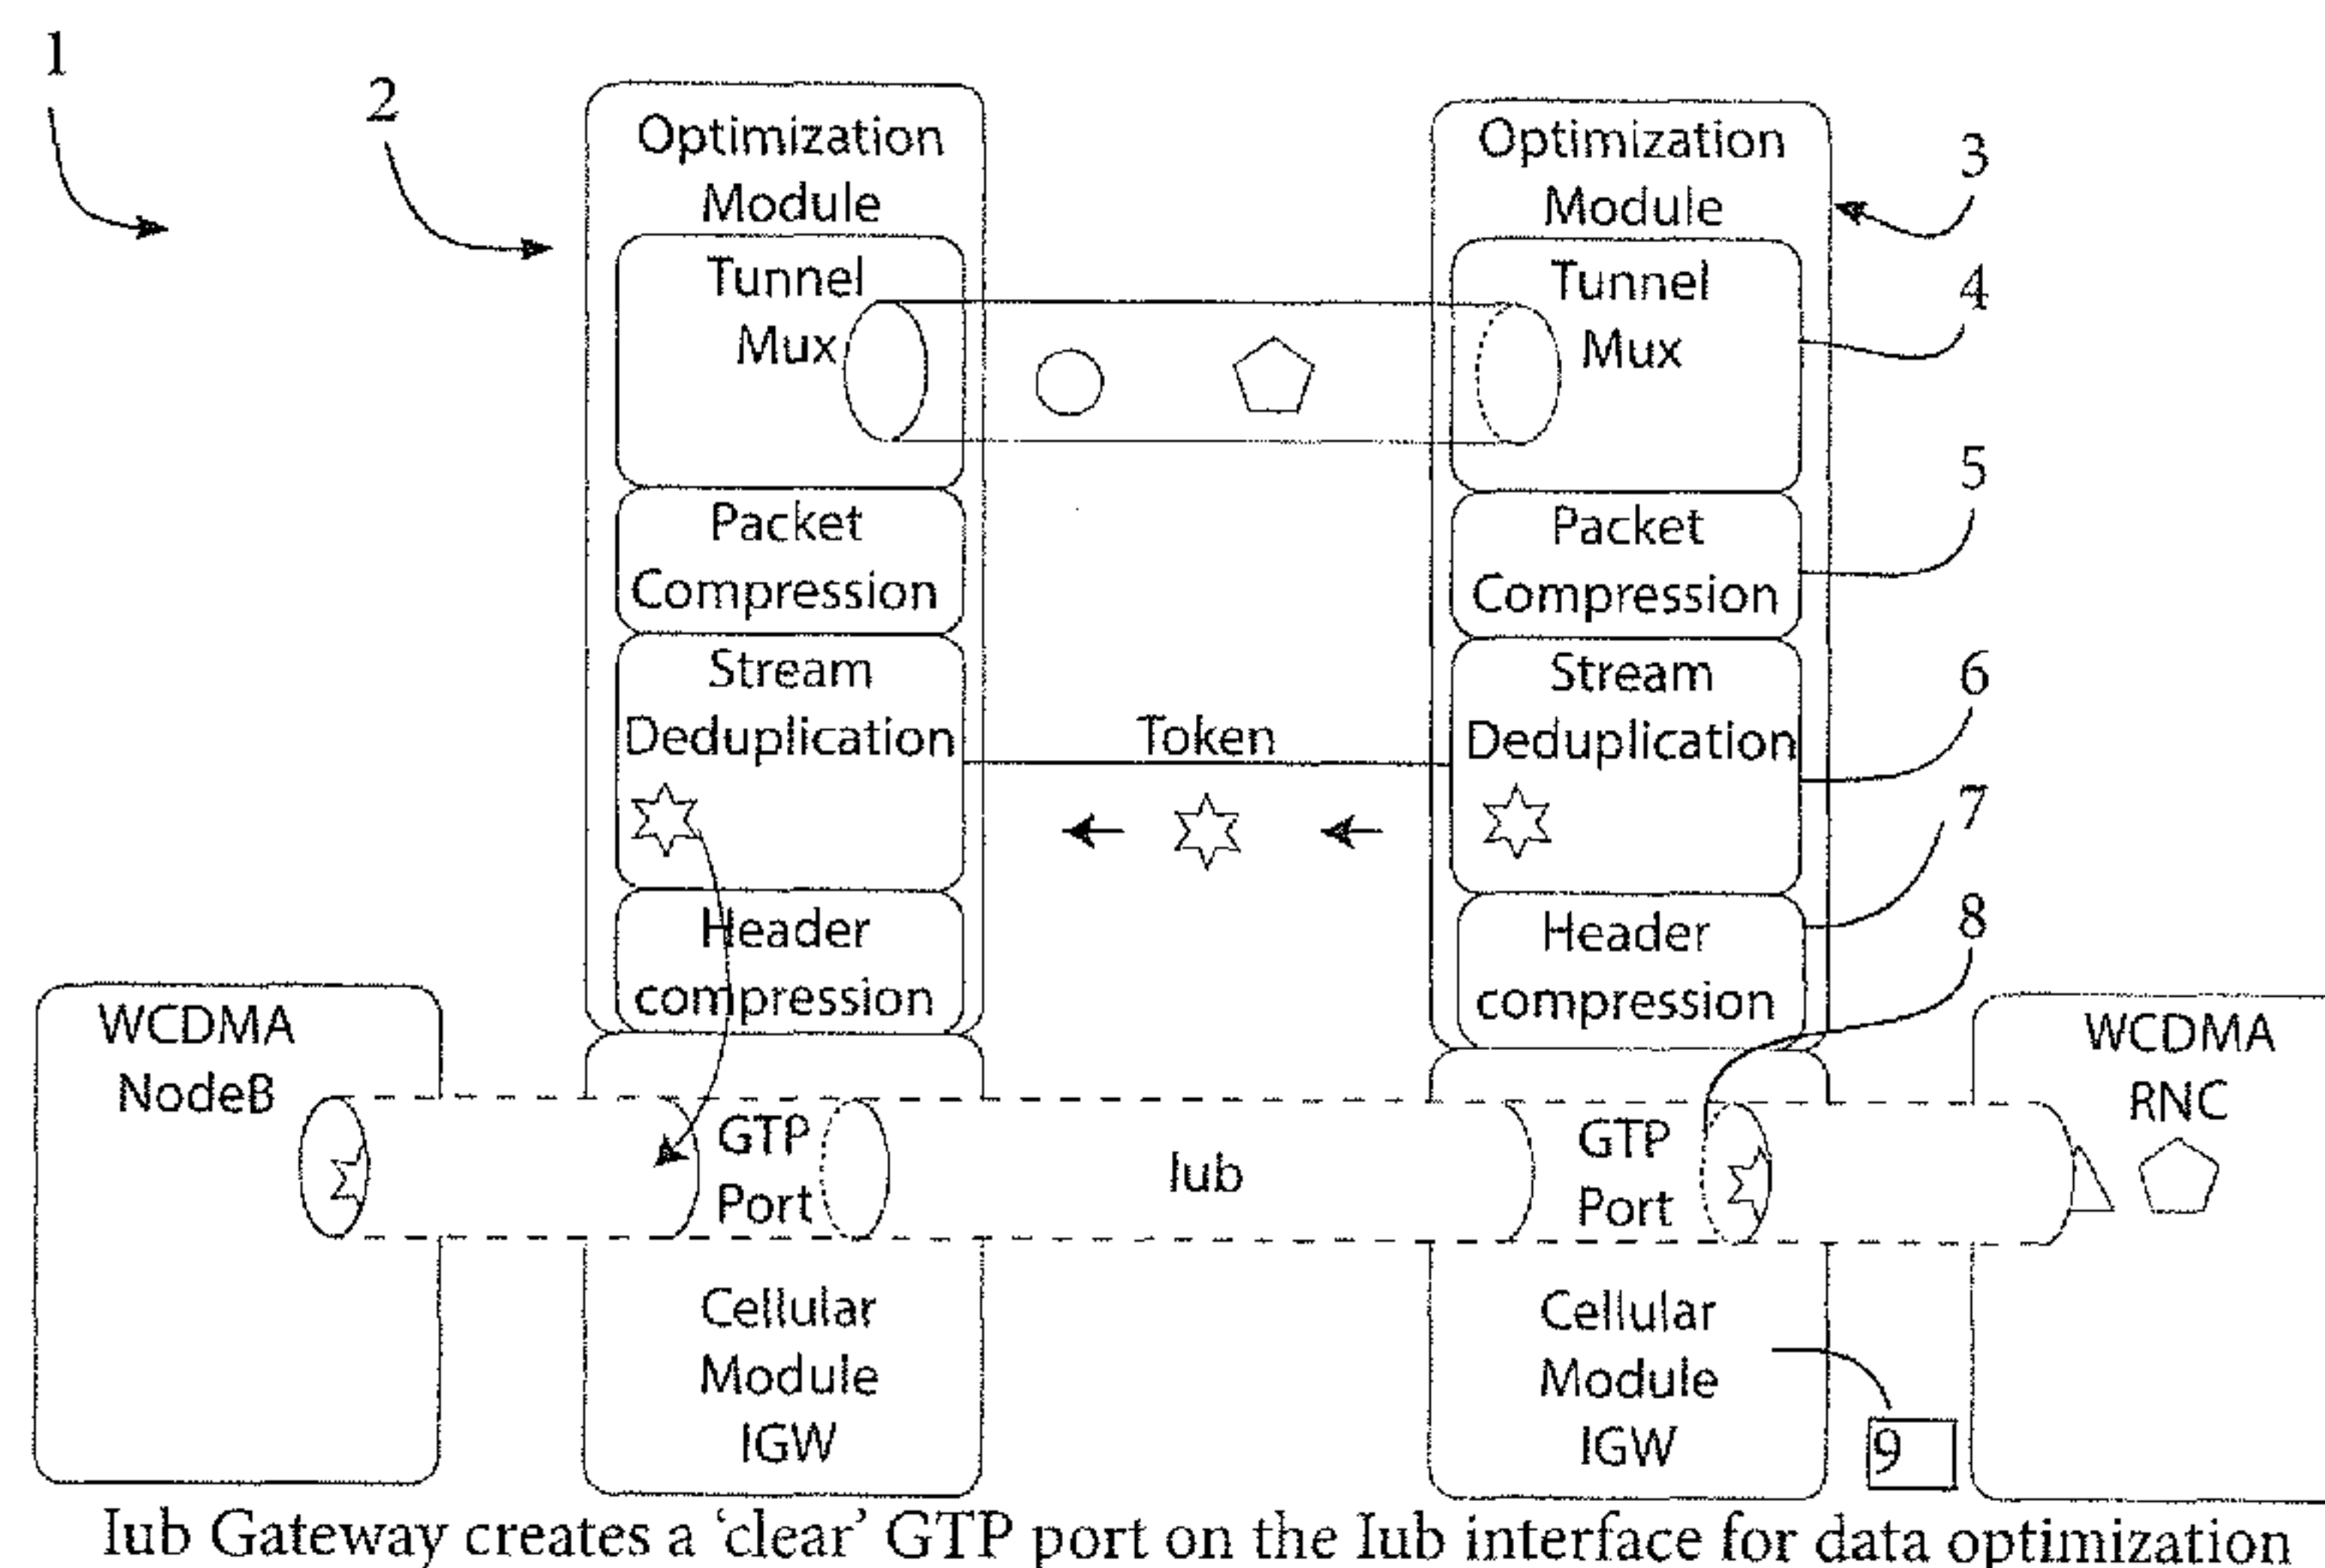 1
2
Optimization
Module
Tunnel
Mux
Packet
Compression
Stream
Deduplication
Header
compression
Token
Optimization
Module
Tunnel
Mux
Packet
Compression
Stream
Deduplication
Header
compression
3
4
5
6
7
8
WCDMA
NodeB
GTP
Port
Iub
GTP
Port
WCDMA
RNC
Cellular
Module
IGW
Cellular
Module
IGW
9
Iub Gateway creates a ‘clear’ GTP port on the Iub interface for data optimization